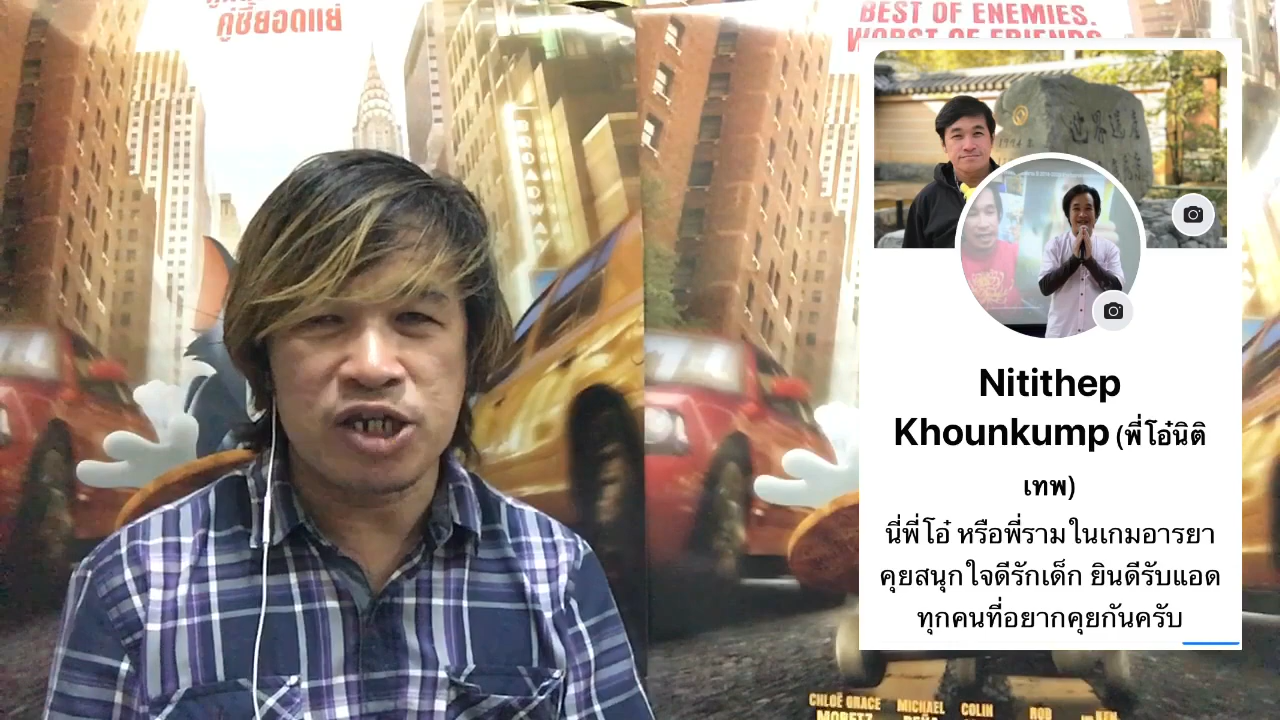 คู่ซี้ยอดแย่
BROADWAY
BEST OF ENEMIES.
WORST OF FRIENDS.
Nitithep
Khounkump (พี่โอ๋นิติ
เทพ)
นี่พี่โอ๋ หรือพี่รามในเกมอารยา
คุยสนุกใจดีรักเด็ก ยินดีรับแอด
ทุกคนที่อยากคุยกันครับ
CHLOË GRACE MICHAEL COLIN ROB
MORETZ PEÑA